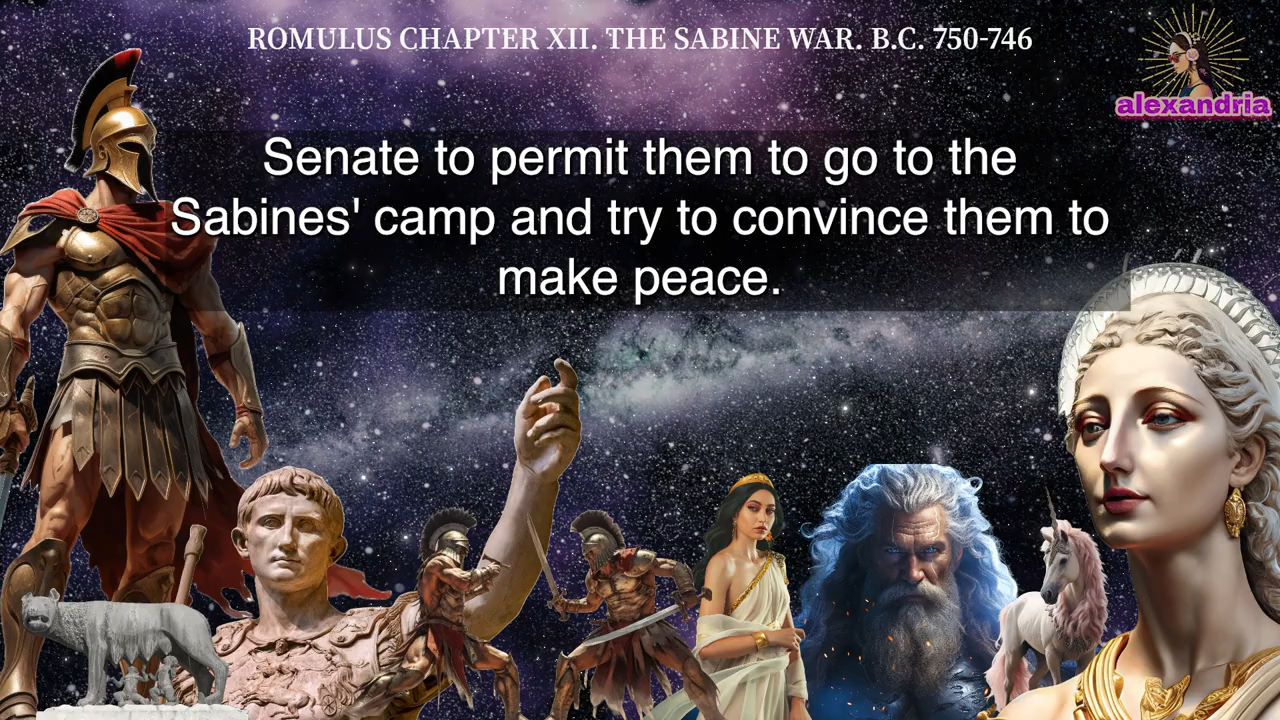 ROMULUS CHAPTER XII. THE SABINE WAR. B.C. 750-746
alexandria
Senate to permit them to go to the
Sabines' camp and try to convince them to
make peace.